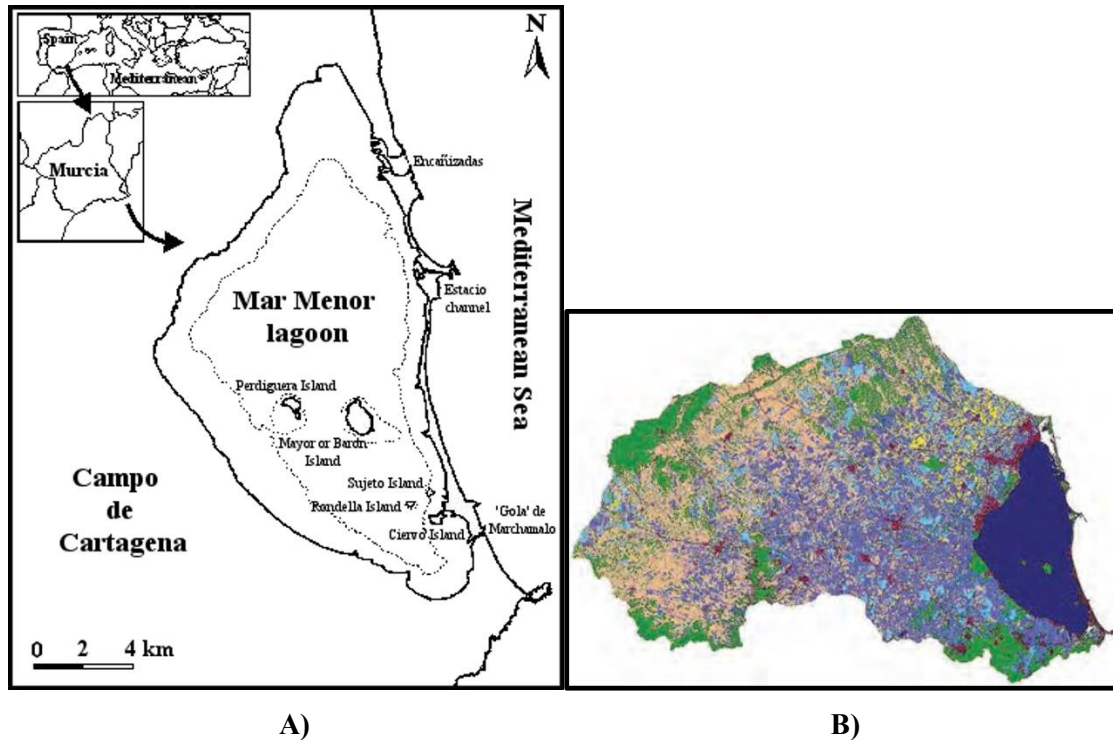 Spain
Mediterranean
Murcia
N
Encañizadas
Mediterranean Sea
Estacio
channel
Mar Menor
lagoon
Perdiguera Island
Mayor or Barón
Island
Sujeto Island
Rondella Island
Ciervo Island
'Gola' de
Marchamalo
Campo
de
Cartagena
0 2 4 km
A)
B)